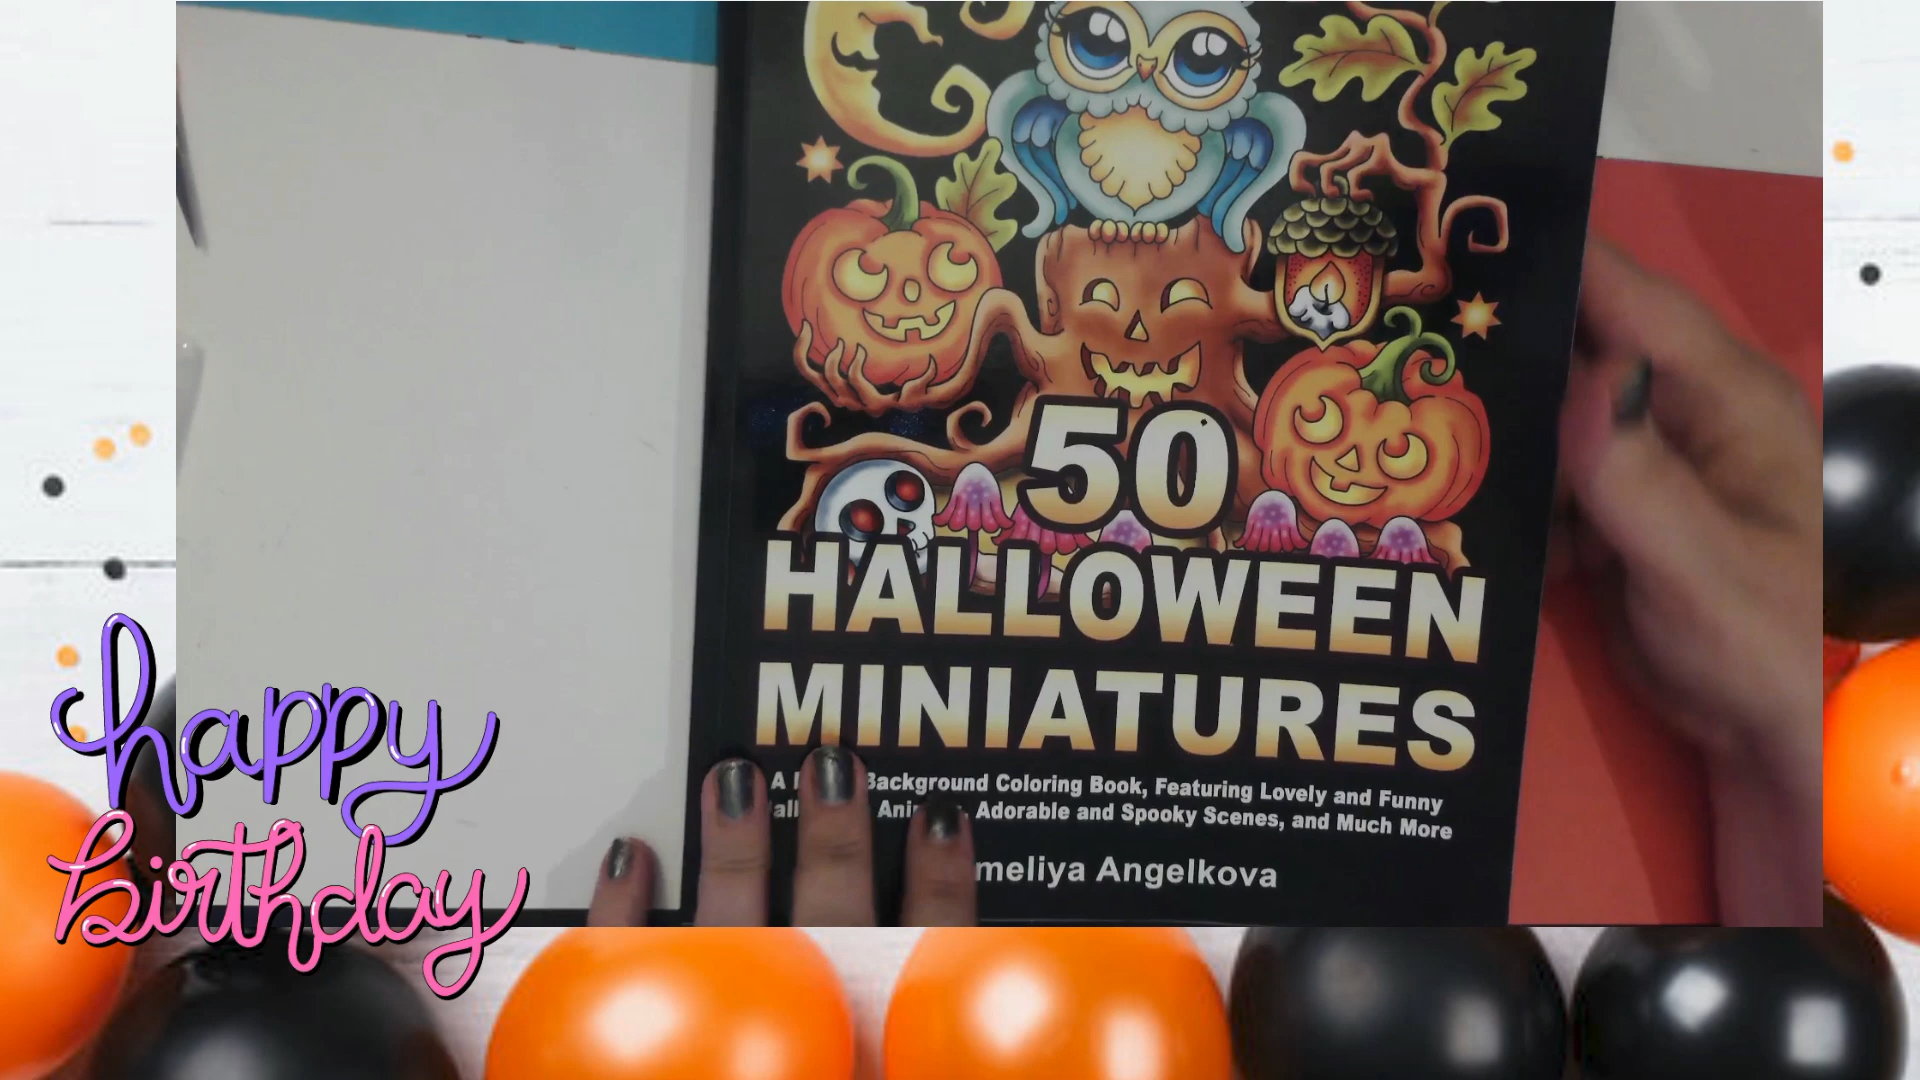 50
HALLOWEEN
MINIATURES
A Background Coloring Book, Featuring Lovely and Funny
Adorable and Spooky Scenes, and Much More
Angelkova
happy
birthday